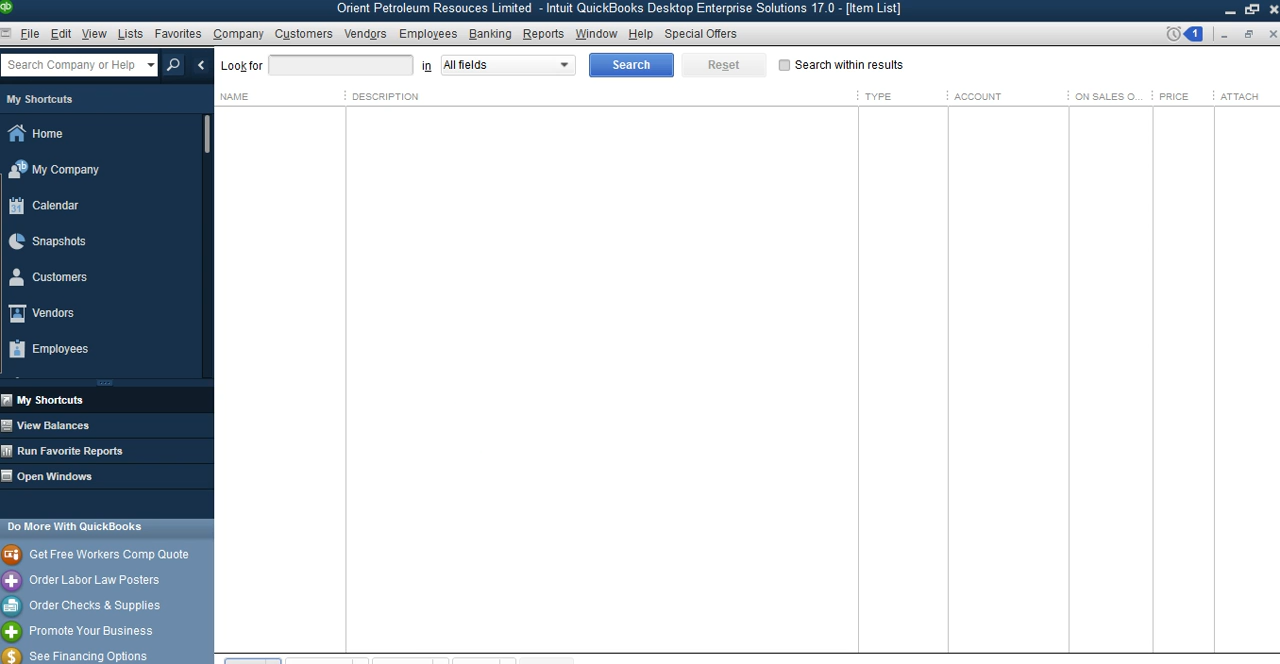 qb
Orient Petroleum Resouces Limited - Intuit QuickBooks Desktop Enterprise Solutions 17.0 - [Item List]
File Edit View Lists Favorites Company Customers Vendors Employees Banking Reports Window Help Special Offers 1
Search Company or Help
Look for in All fields Search Reset Search within results
My Shortcuts
NAME DESCRIPTION TYPE ACCOUNT ON SALES O... PRICE ATTACH
Home
My Company
31 Calendar
Snapshots
Customers
Vendors
Employees
My Shortcuts
View Balances
Run Favorite Reports
Open Windows
Do More With QuickBooks
Get Free Workers Comp Quote
Order Labor Law Posters
Order Checks & Supplies
Promote Your Business
$ See Financing Options